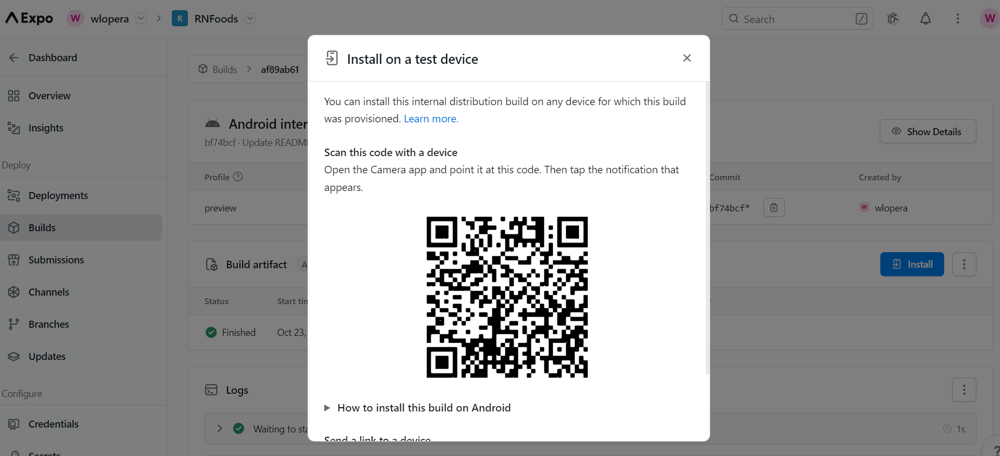 Expo
W wlopera
R RNFoods
Search /
W
Dashboard
Overview
Insights
Deploy
Deployments
Builds
Submissions
Channels
Branches
Updates
Configure
Credentials
Secrets
Builds > af89ab61
Android inter
bf74bcf · Update READM
Show Details
Profile ?
Commit
Created by
preview
bf74bcf*
W wlopera
Build artifact A
Install
Status
Start tim
Finished
Oct 23,
Logs
Waiting to sta
1s
?
Install on a test device
You can install this internal distribution build on any device for which this build
was provisioned. Learn more.
Scan this code with a device
Open the Camera app and point it at this code. Then tap the notification that
appears.
How to install this build on Android
Send a link to a device